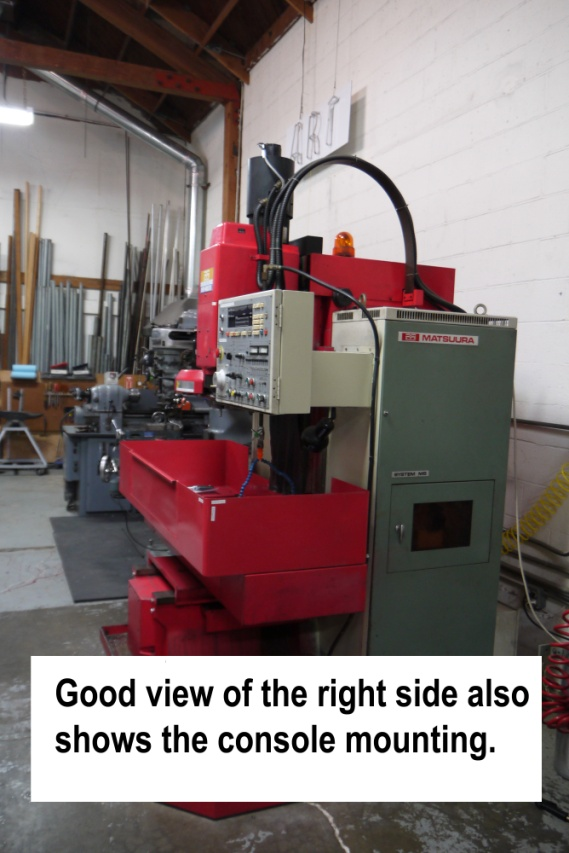 MATSUURA
Good view of the right side also
shows the console mounting.